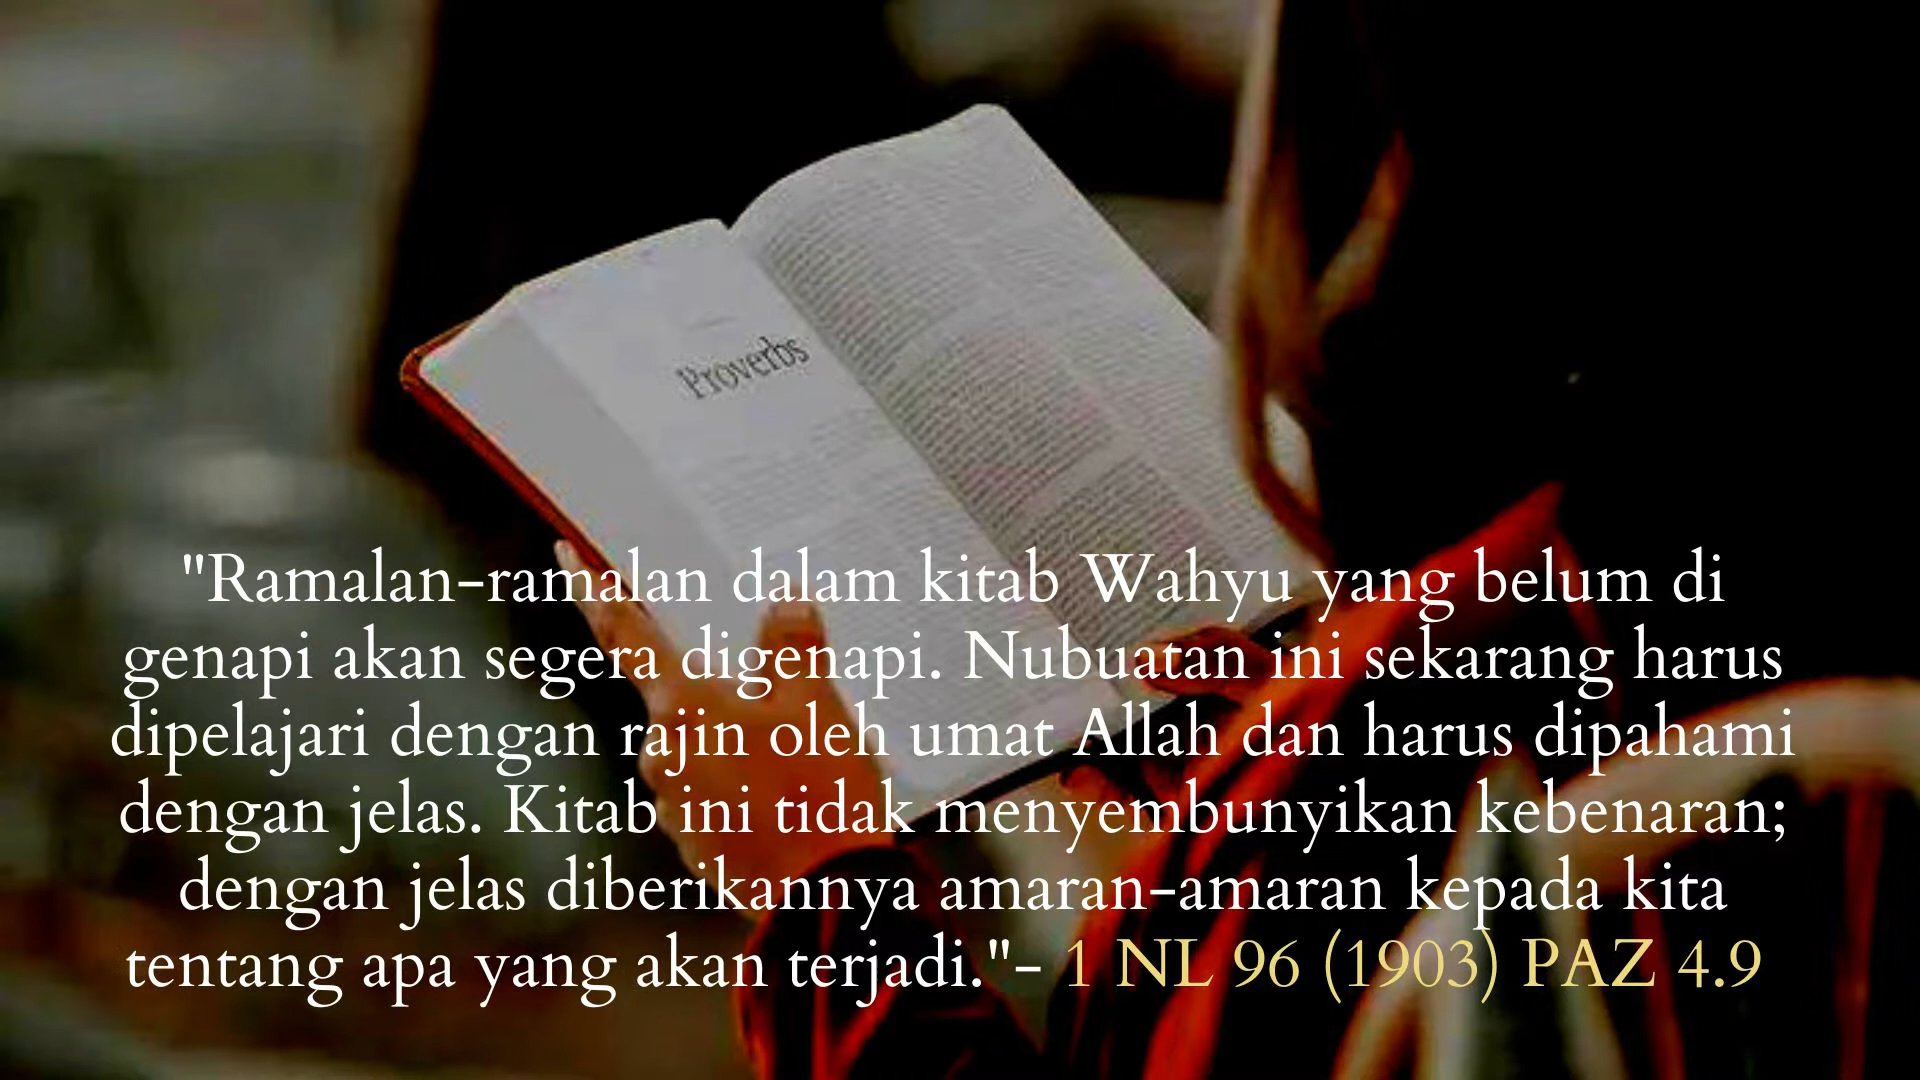 Proverbs
"Ramalan-ramalan dalam kitab Wahyu yang belum di
genapi akan segera digenapi. Nubuatan ini sekarang harus
dipelajari dengan rajin oleh umat Allah dan harus dipahami
dengan jelas. Kitab ini tidak menyembunyikan kebenaran;
dengan jelas diberikannya amaran-amaran kepada kita
tentang apa yang akan terjadi."- 1 NL 96 (1903) PAZ 4.9